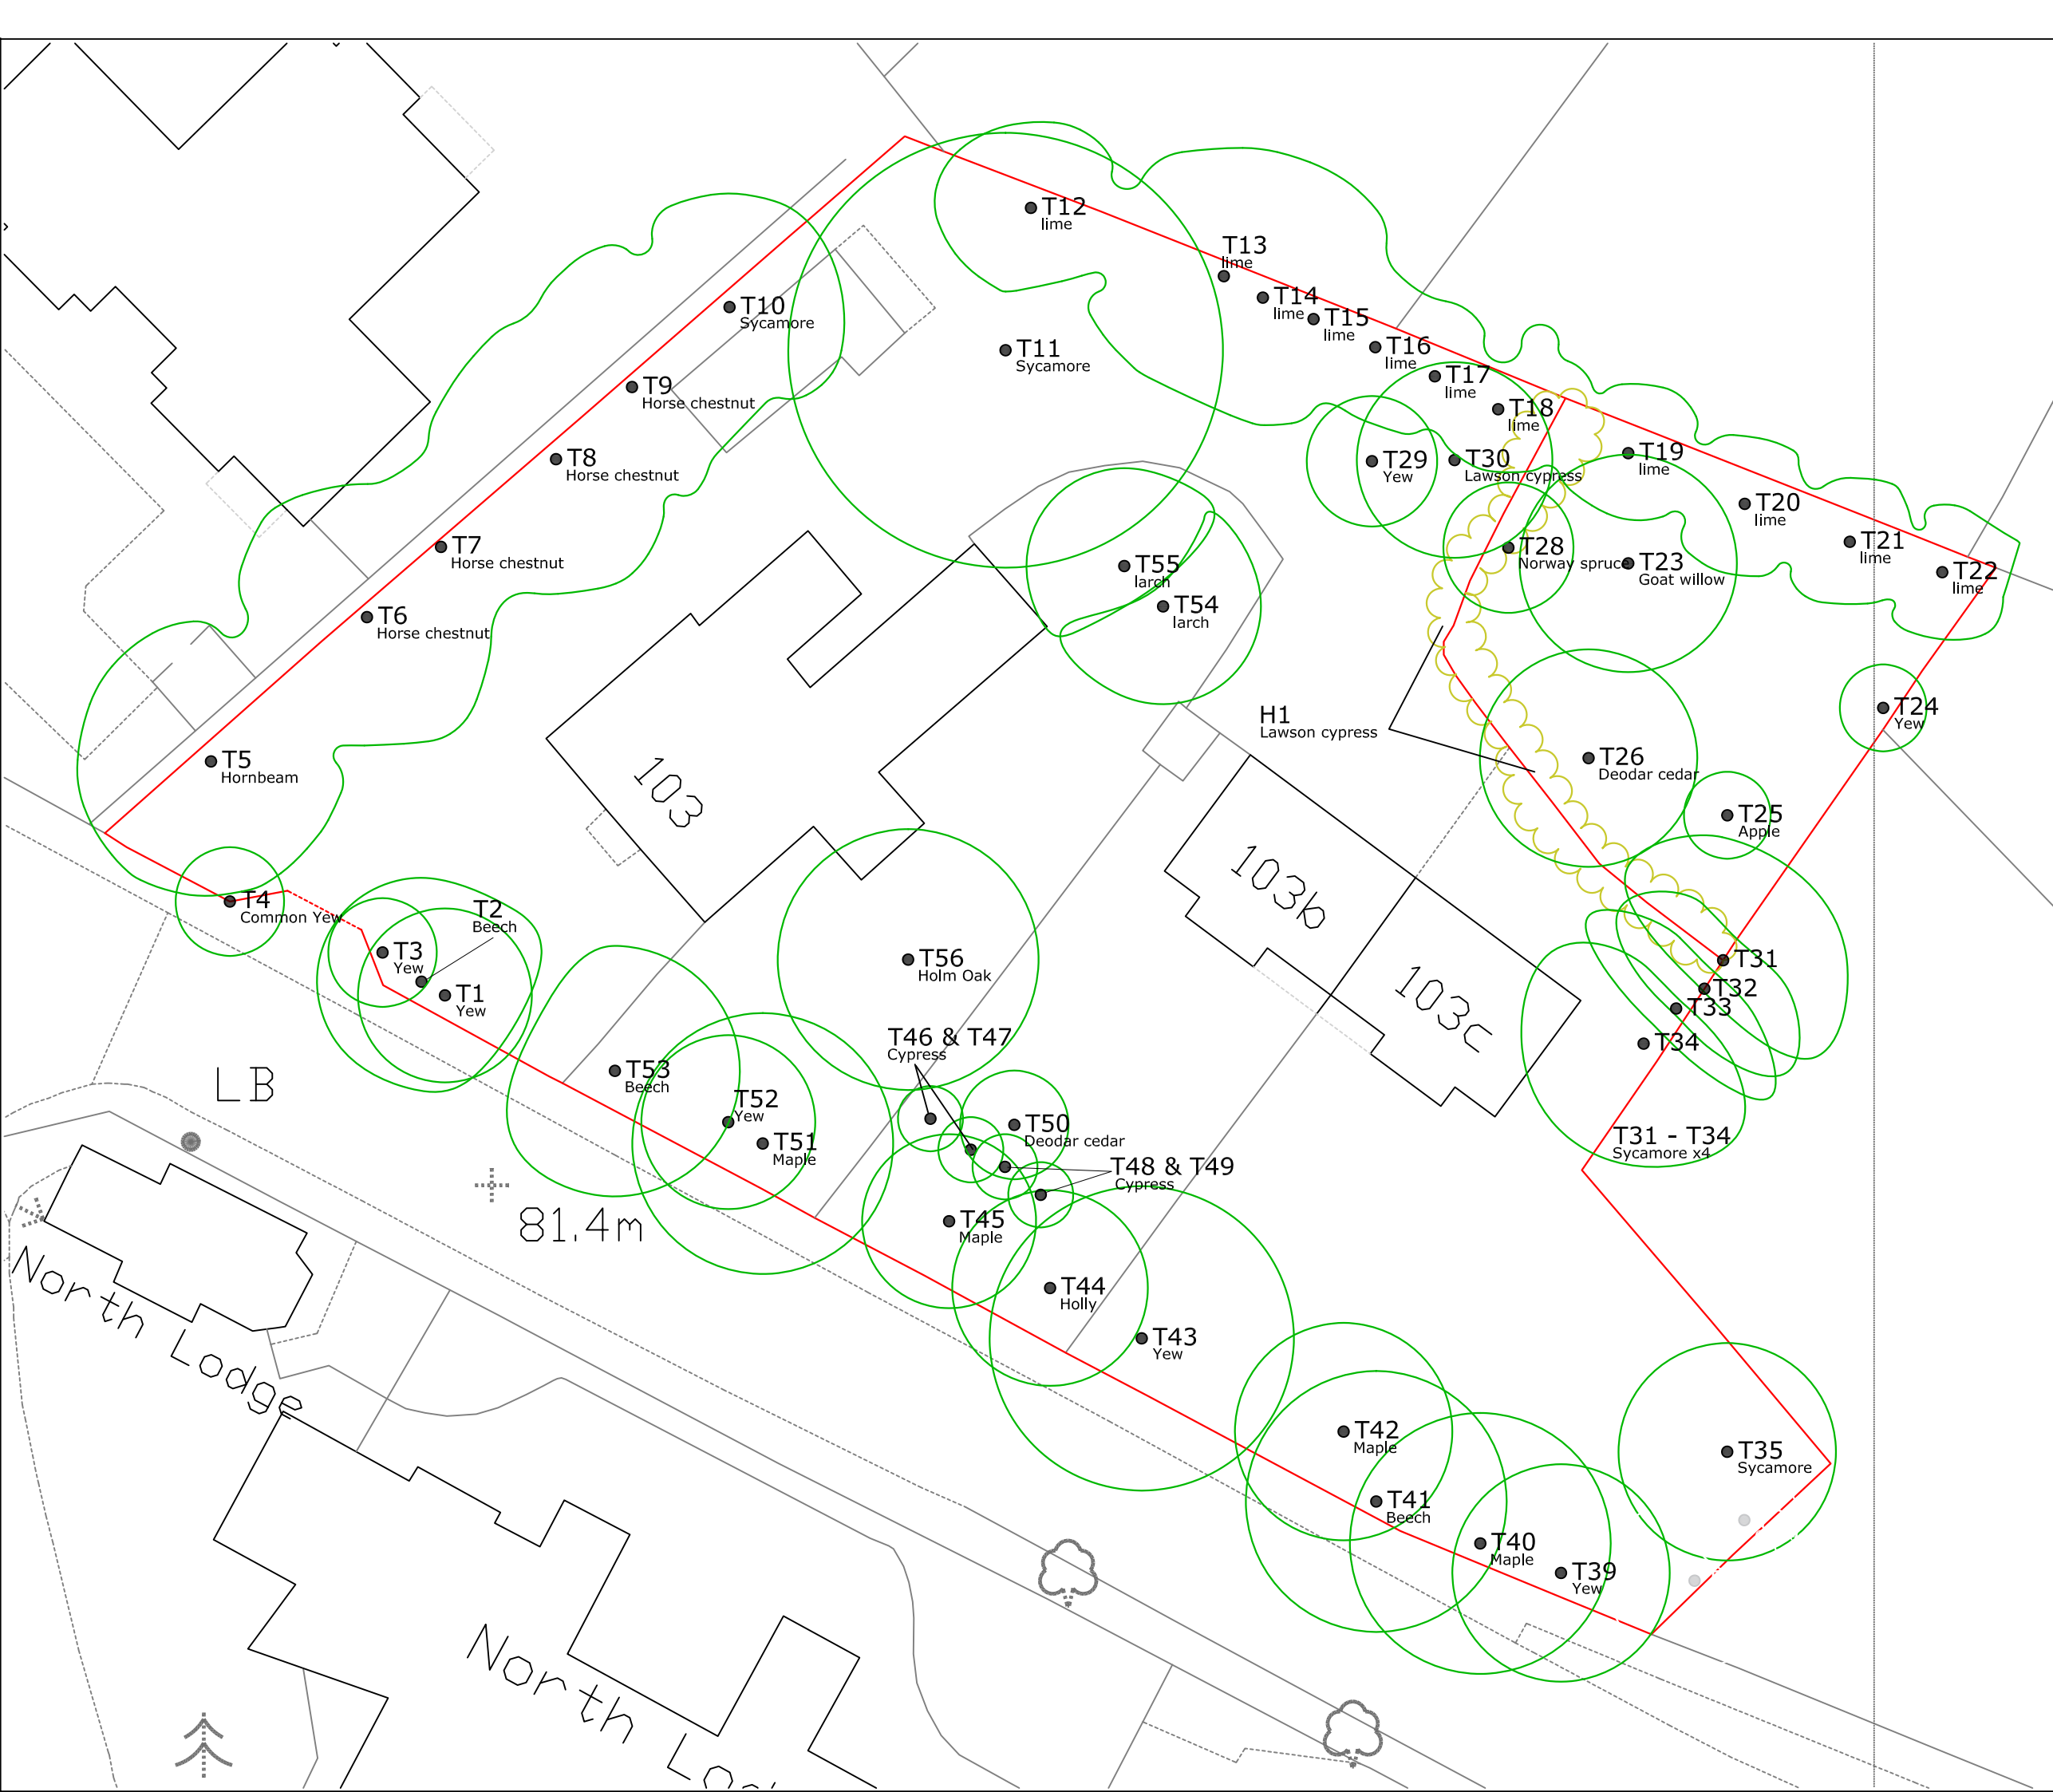 T12
lime
T13
lime
T14
lime
T10
Sycamore
T15
lime
T11
Sycamore
T16
lime
T17
lime
T9
Horse chestnut
T18
lime
T8
Horse chestnut
T29
Yew
T30
Lawson cypress
T19
lime
T20
lime
T7
Horse chestnut
T28
Norway spruce
T21
lime
T55
larch
T23
Goat willow
T22
lime
T6
Horse chestnut
T54
larch
H1
Lawson cypress
T24
Yew
T5
Hornbeam
T26
Deodar cedar
103
T25
Apple
103b
T4
Common Yew
T2
Beech
T3
Yew
T56
Holm Oak
T31
T1
Yew
T32
103c
T33
T46 & T47
Cypress
T34
T53
Beech
LB
T52
Yew
T50
Deodar cedar
T51
Maple
T31 - T34
Sycamore x4
T48 & T49
Cypress
81.4m
T45
Maple
T44
Holly
North Lodge
T43
Yew
T42
Maple
T35
Sycamore
T41
Beech
T40
Maple
T39
Yew
North